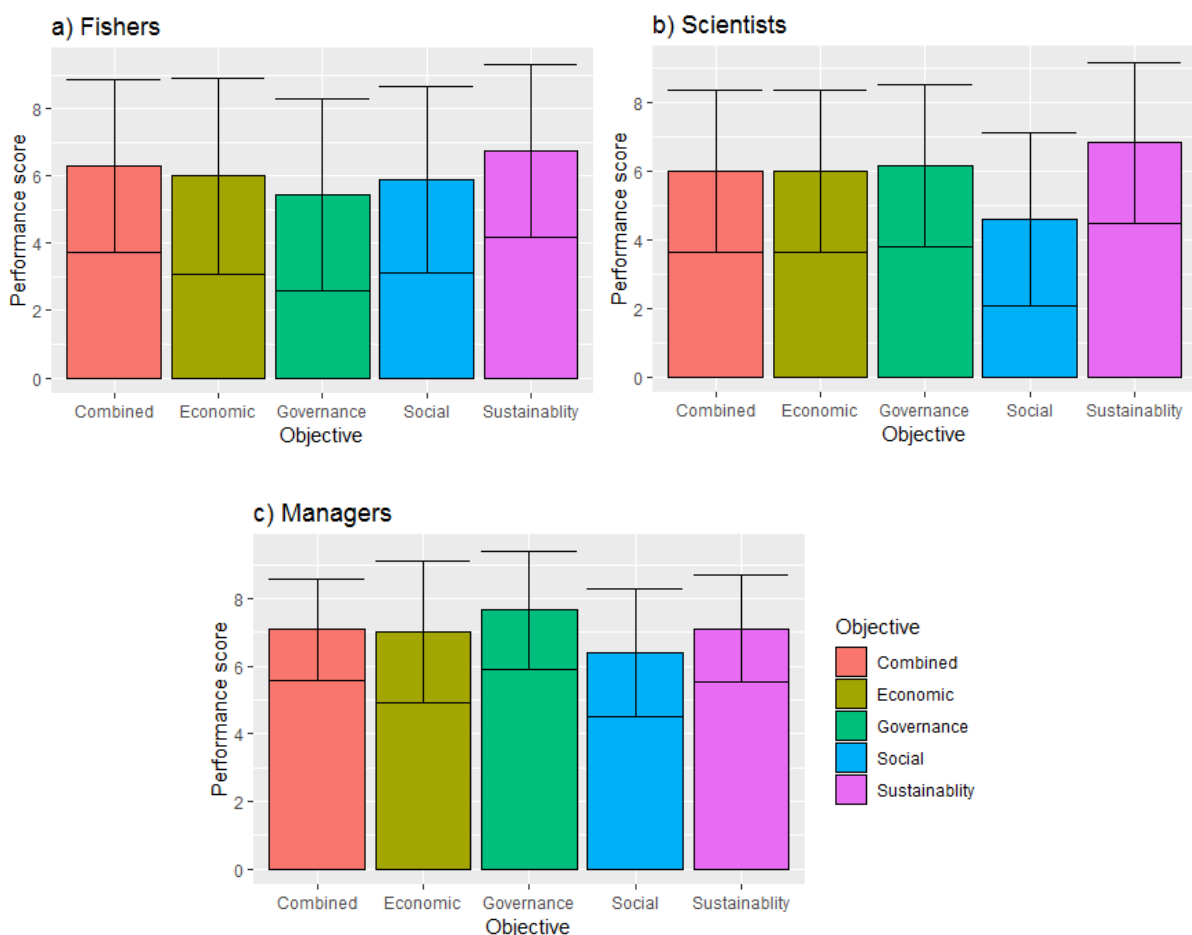 a) Fishers
Performance score
8
6
4
2
0
Combined Economic Governance Social Sustainablity
Objective
b) Scientists
Performance score
8
6
4
2
0
Combined Economic Governance Social Sustainablity
Objective
c) Managers
Performance score
8
6
4
2
0
Combined Economic Governance Social Sustainablity
Objective
Objective
Combined
Economic
Governance
Social
Sustainablity